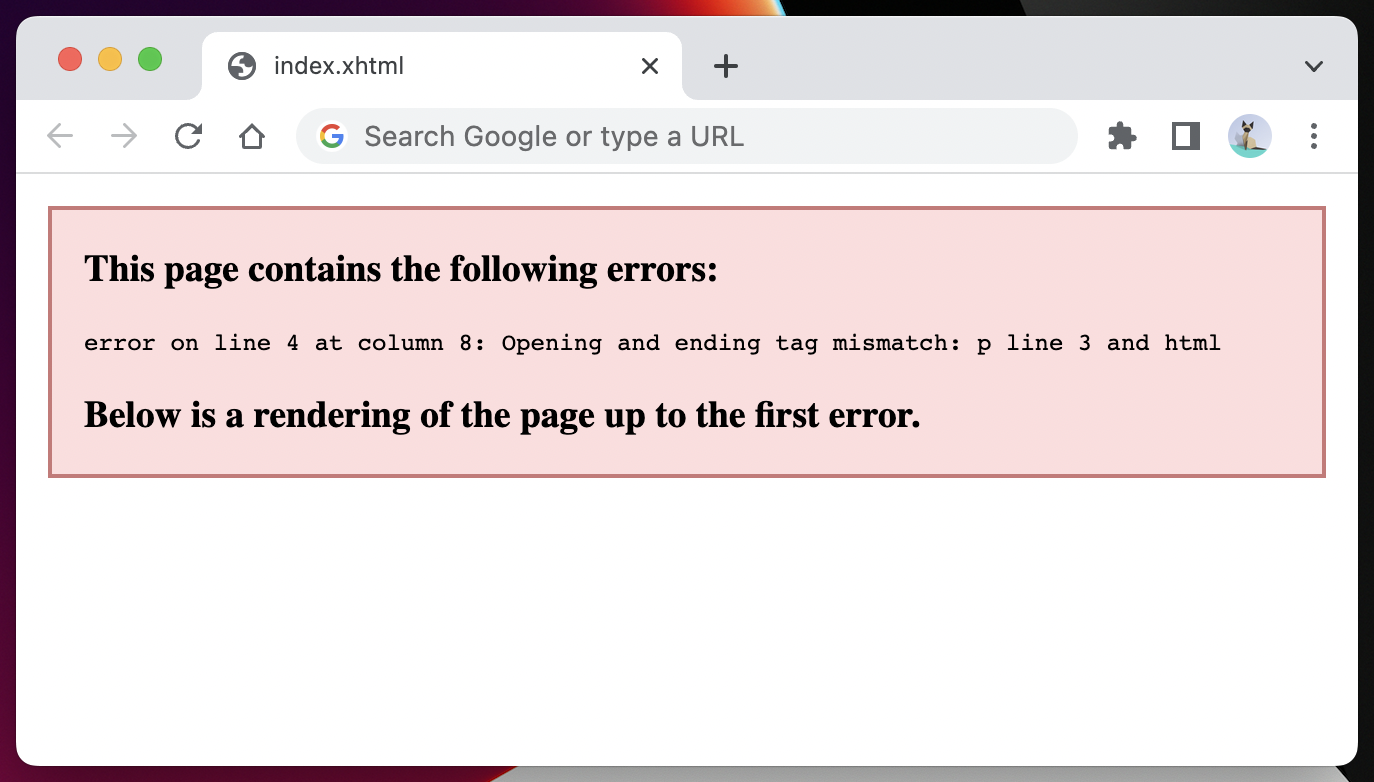 index.xhtml
Search Google or type a URL
This page contains the following errors:
error on line 4 at column 8: Opening and ending tag mismatch: p line 3 and html
Below is a rendering of the page up to the first error.